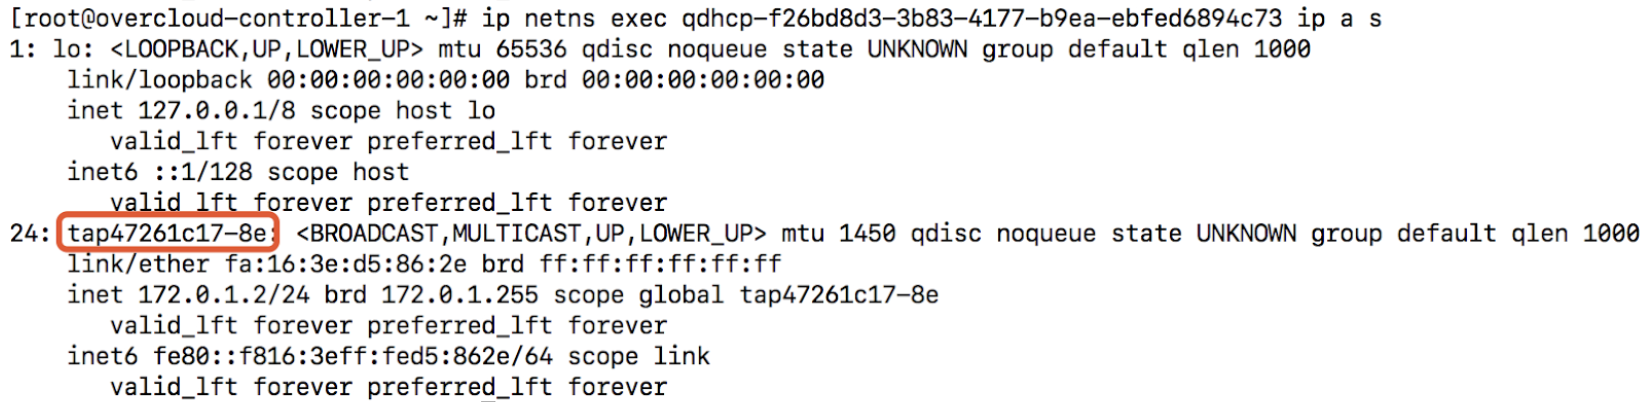 [root@overcloud-controller-1 ~]# ip netns exec qdhcp-f26bd8d3-3b83-4177-b9ea-ebfed6894c73 ip a s
1: lo: <LOOPBACK,UP,LOWER_UP> mtu 65536 qdisc noqueue state UNKNOWN group default qlen 1000
link/loopback 00:00:00:00:00:00 brd 00:00:00:00:00:00
inet 127.0.0.1/8 scope host lo
valid_lft forever preferred_lft forever
inet6 ::1/128 scope host
valid_lft forever preferred_lft forever
24: tap47261c17-8e: <BROADCAST,MULTICAST,UP,LOWER_UP> mtu 1450 qdisc noqueue state UNKNOWN group default qlen 1000
link/ether fa:16:3e:d5:86:2e brd ff:ff:ff:ff:ff:ff
inet 172.0.1.2/24 brd 172.0.1.255 scope global tap47261c17-8e
valid_lft forever preferred_lft forever
inet6 fe80::f816:3eff:fed5:862e/64 scope link
valid_lft forever preferred_lft forever